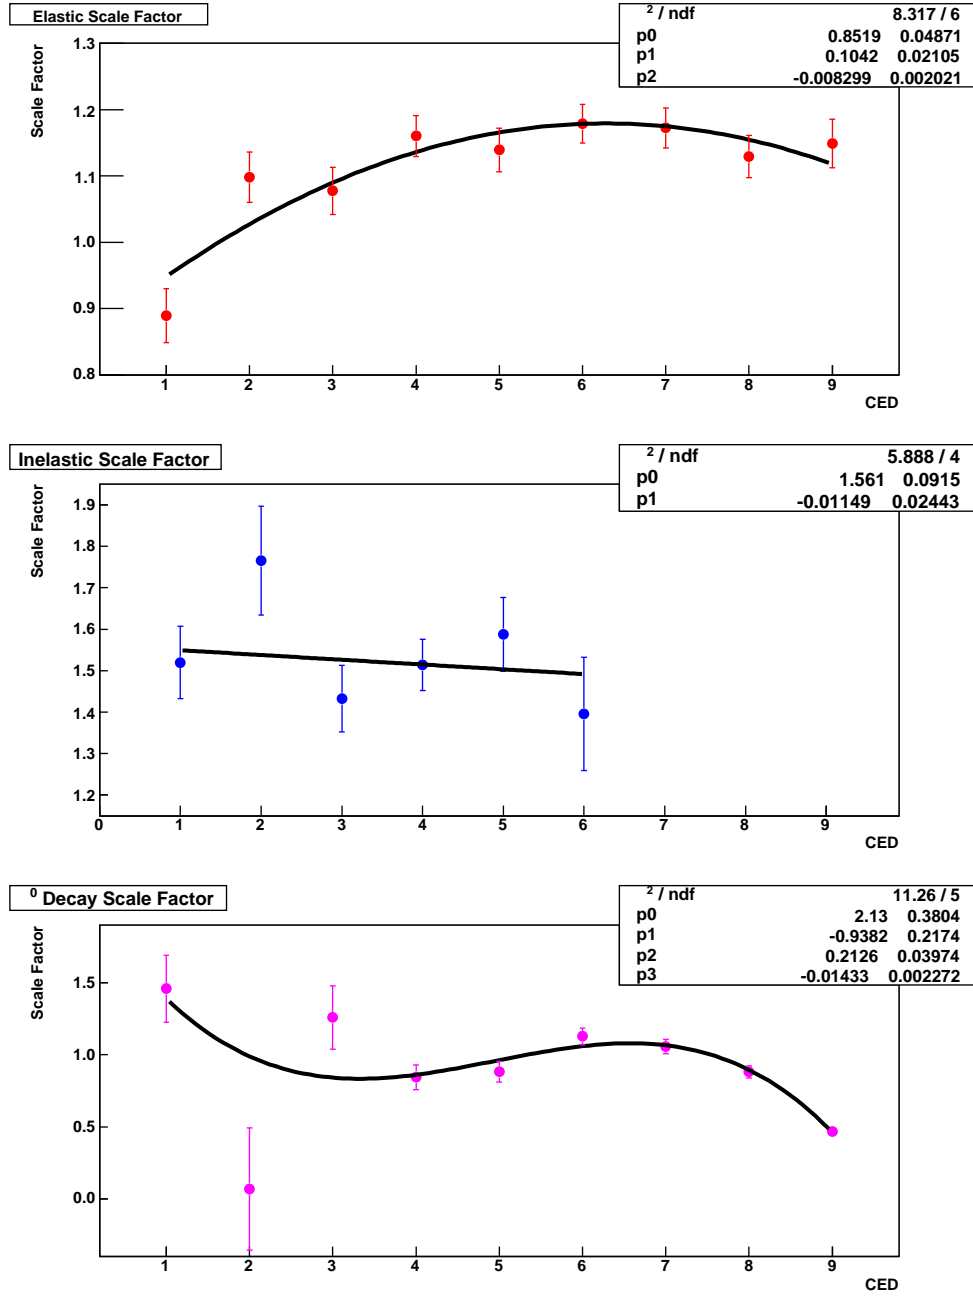 Elastic Scale Factor
2 / ndf 8.317 / 6
p0 0.8519 0.04871
p1 0.1042 0.02105
p2 -0.008299 0.002021
Scale Factor
1.3
1.2
1.1
1.0
0.9
0.8
1 2 3 4 5 6 7 8 9
CED
Inelastic Scale Factor
2 / ndf 5.888 / 4
p0 1.561 0.0915
p1 -0.01149 0.02443
Scale Factor
1.9
1.8
1.7
1.6
1.5
1.4
1.3
1.2
0 1 2 3 4 5 6 7 8 9
CED
0 Decay Scale Factor
2 / ndf 11.26 / 5
p0 2.13 0.3804
p1 -0.9382 0.2174
p2 0.2126 0.03974
p3 -0.01433 0.002272
Scale Factor
1.5
1.0
0.5
0.0
1 2 3 4 5 6 7 8 9
CED